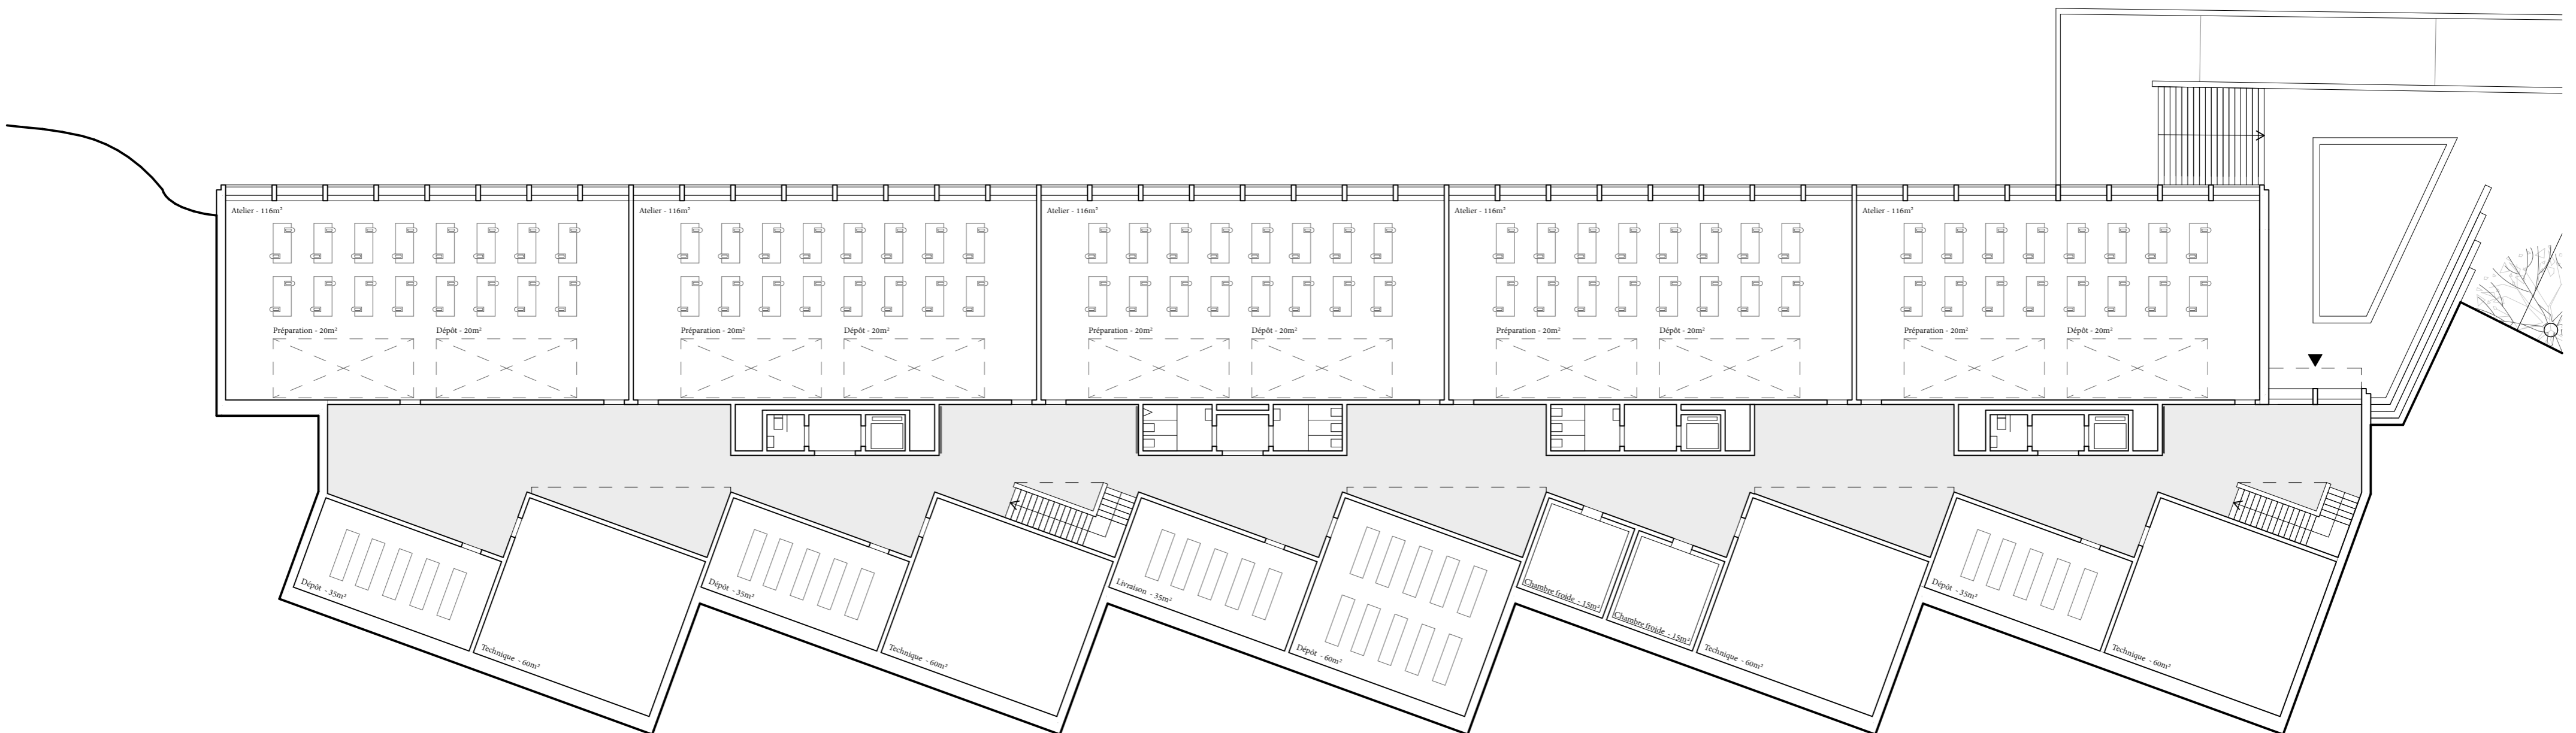 Atelier - 116m²
Atelier - 116m²
Atelier - 116m²
Atelier - 116m²
Atelier - 116m²
Préparation - 20m²
Dépôt - 20m²
Préparation - 20m²
Dépôt - 20m²
Préparation - 20m²
Dépôt - 20m²
Préparation - 20m²
Dépôt - 20m²
Préparation - 20m²
Dépôt - 20m²
Dépôt - 35m²
Technique - 60m²
Dépôt - 35m²
Technique - 60m²
Livraison - 35m²
Dépôt - 60m²
Chambre froide - 15m²
Chambre froide - 15m²
Technique - 60m²
Dépôt - 35m²
Technique - 60m²